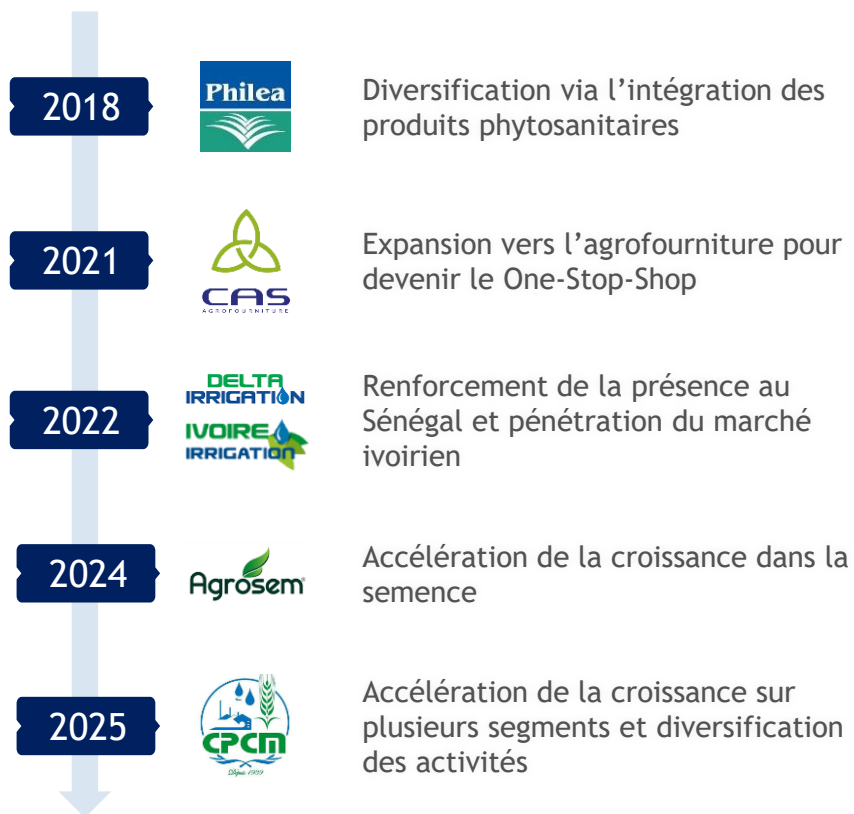 2018
Philea
Diversification via l’intégration des
produits phytosanitaires
2021
CAS
AGROFOURNITURE
Expansion vers l’agrofourniture pour
devenir le One-Stop-Shop
2022
DELTA
IRRIGATION
IVOIRE
IRRIGATION
Renforcement de la présence au
Sénégal et pénétration du marché
ivoirien
2024
Agrosem
Accélération de la croissance dans la
semence
2025
CPCM
Depuis 1989
Accélération de la croissance sur
plusieurs segments et diversification
des activités